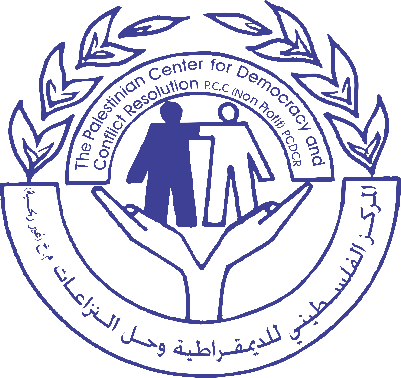 The Palestinian Center for Democracy and
Conflict Resolution P.C.C (Non Profit) PCDCR
المركز الفلسطيني للديمقراطية وحل النزاعات